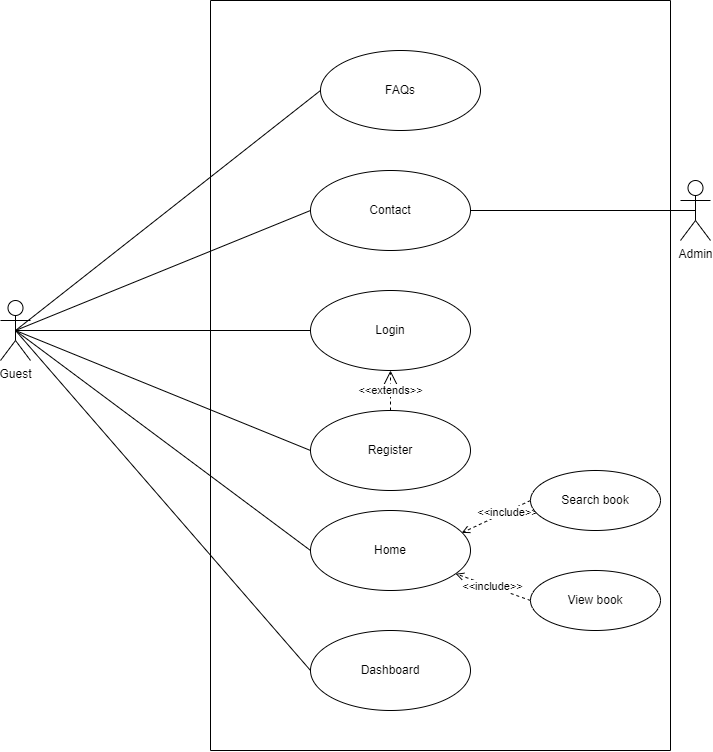 FAQs
Contact
Admin
Login
Guest
<<extends>>
Register
Search book
<<include>>
Home
<<include>>
View book
Dashboard